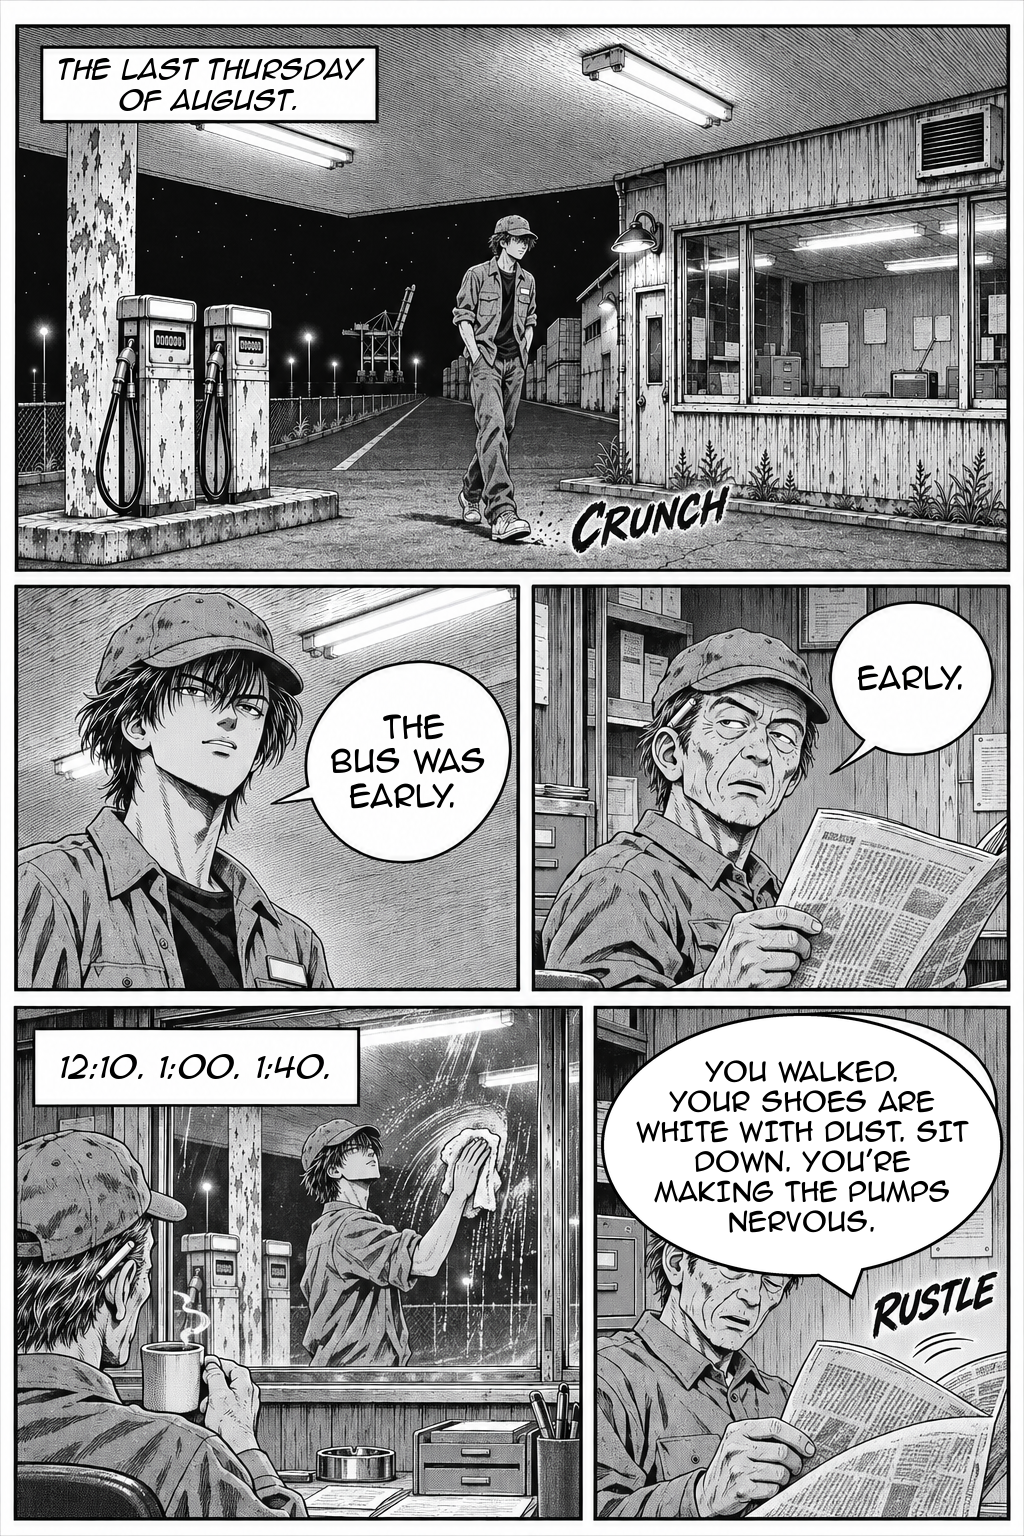 THE LAST THURSDAY
OF AUGUST.
CRUNCH
THE
BUS WAS
EARLY.
EARLY.
12:10. 1:00. 1:40.
YOU WALKED.
YOUR SHOES ARE
WHITE WITH DUST. SIT
DOWN. YOU'RE
MAKING THE PUMPS
NERVOUS.
RUSTLE